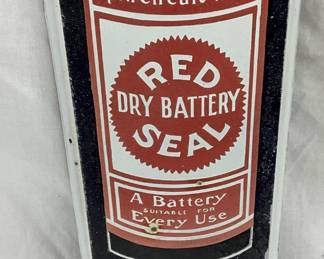 RED
DRY BATTERY
SEAL
A Battery
SUITABLE FOR
Every Use